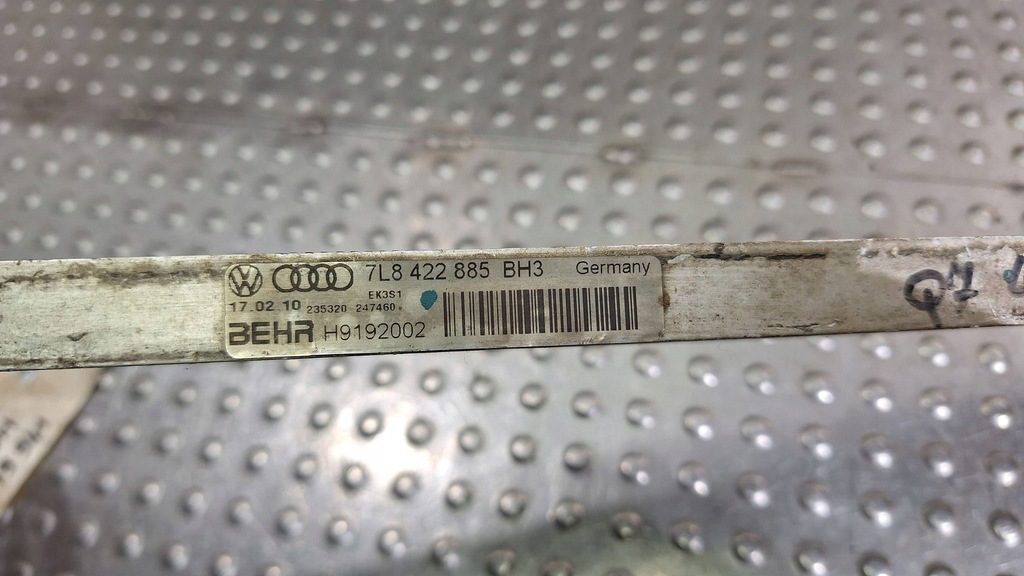 7L8 422 885 BH3 Germany
EK3S1
17.02.10 235320 247460
BEHR H9192002